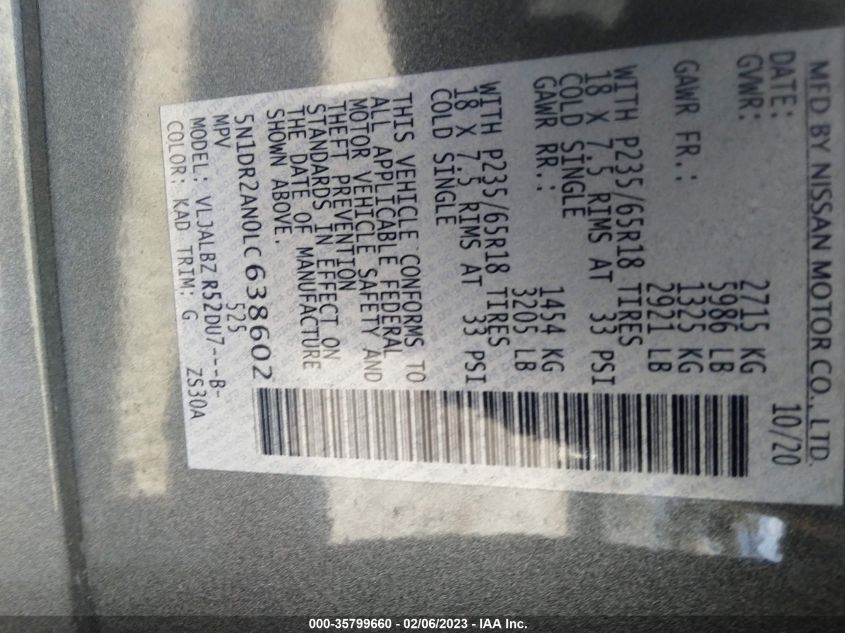 MFD BY NISSAN MOTOR CO., LTD.
DATE: 10/20
GVWR: 2715 KG
5986 LB
GAWR FR.: 1325 KG
2921 LB
WITH P235/65R18 TIRES
18 X 7.5 RIMS AT 33 PSI
COLD SINGLE
GAWR RR.: 1454 KG
3205 LB
WITH P235/65R18 TIRES
18 X 7.5 RIMS AT 33 PSI
COLD SINGLE
THIS VEHICLE CONFORMS TO
ALL APPLICABLE FEDERAL
MOTOR VEHICLE SAFETY AND
THEFT PREVENTION
STANDARDS IN EFFECT ON
THE DATE OF MANUFACTURE
SHOWN ABOVE.
5N1DR2AN0LC638602
MPV 525
MODEL: VLJALBZ R52DU7---B-
COLOR: KAD TRIM: G ZS30A
000-35799660 - 02/06/2023 - IAA Inc.